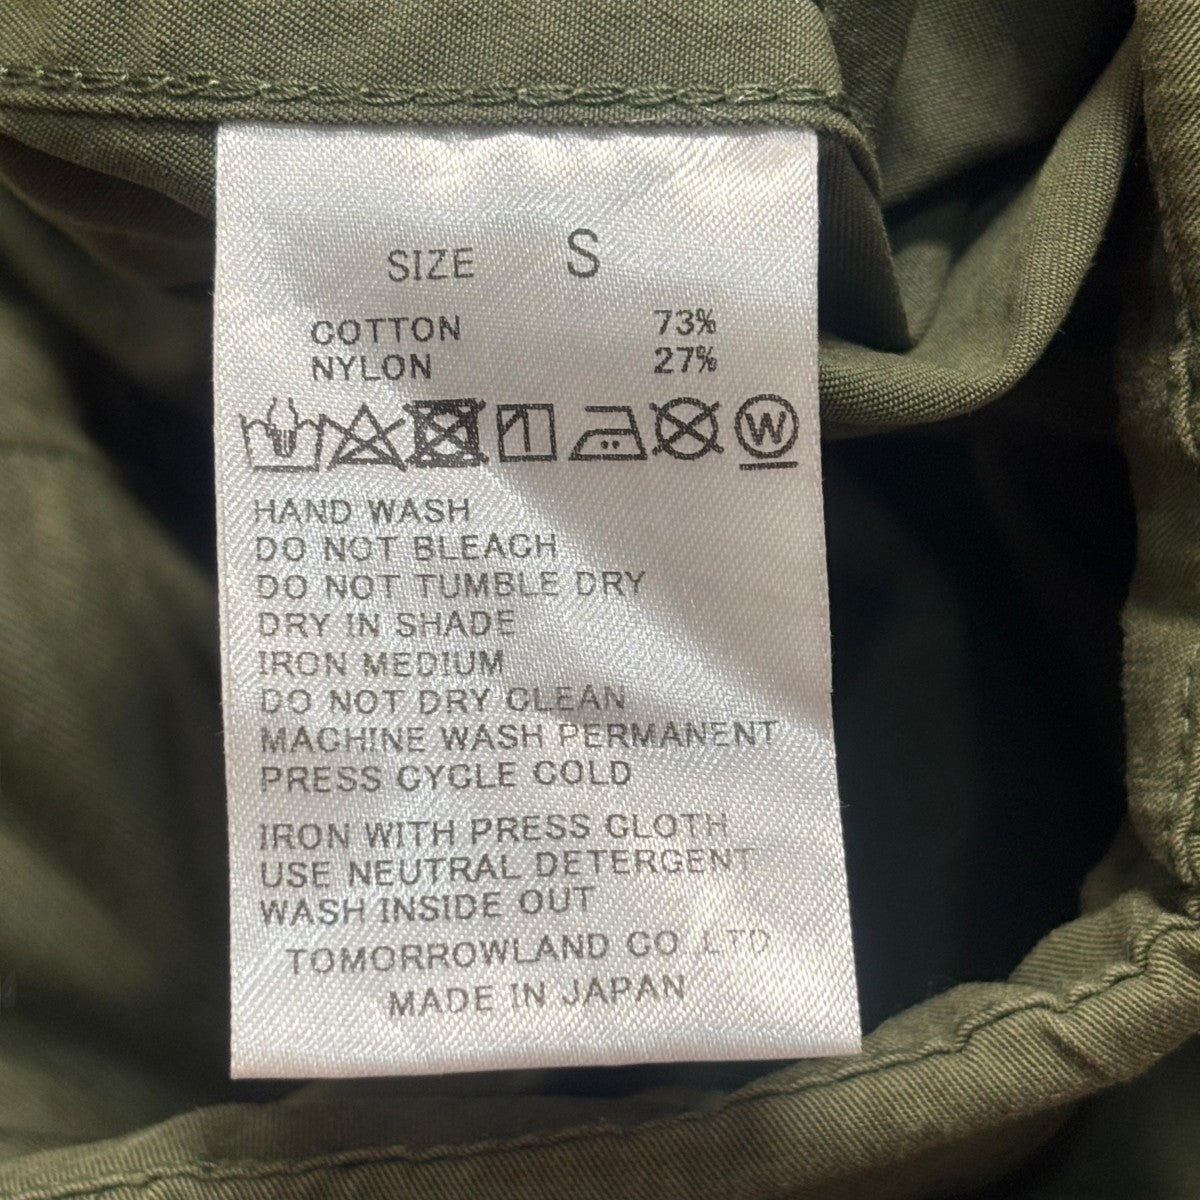 SIZE S
COTTON 73%
NYLON 27%
W
HAND WASH
DO NOT BLEACH
DO NOT TUMBLE DRY
DRY IN SHADE
IRON MEDIUM
DO NOT DRY CLEAN
MACHINE WASH PERMANENT
PRESS CYCLE COLD
IRON WITH PRESS CLOTH
USE NEUTRAL DETERGENT
WASH INSIDE OUT
TOMORROWLAND CO.,LTD
MADE IN JAPAN